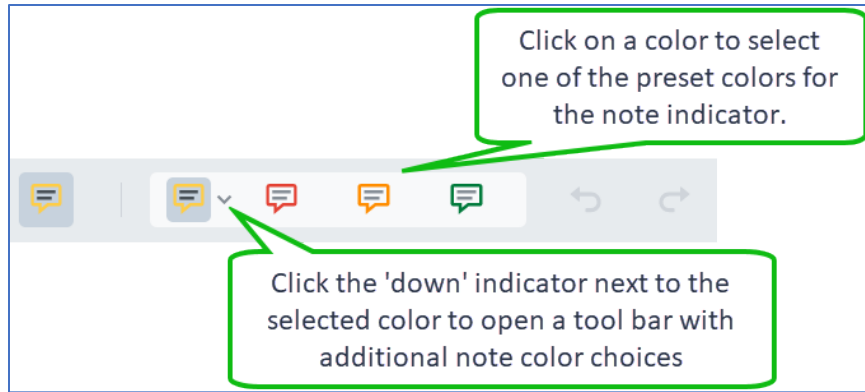 Click on a color to select
one of the preset colors for
the note indicator.
Click the 'down' indicator next to the
selected color to open a tool bar with
additional note color choices